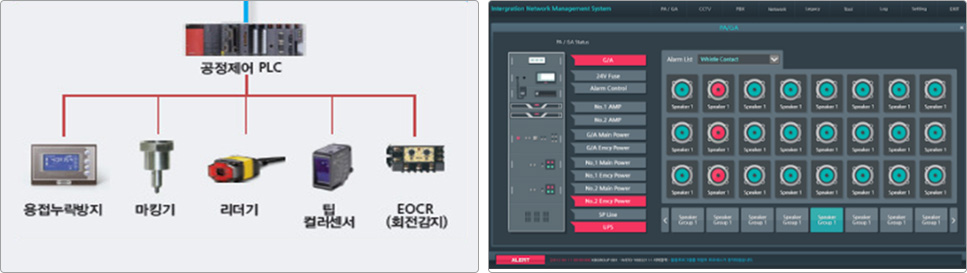 공정제어 PLC
용접누락방지
마킹기
리더기
팁
컬러센서
EOCR
(회전감지)
Intergration Network Management System
PA / GA
CCTV
PBX
Network
Legacy
Tool
Log
Setting
PA/GA
PA / GA Status
G/A
24V Fuse
Alarm Control
No.1 AMP
No.2 AMP
G/A Main Power
G/A Emcy Power
No.1 Main Power
No.1 Emcy Power
No.2 Main Power
No.2 Emcy Power
SP Line
UPS
Alarm List
Whistle Contact
Speaker 1 Speaker 1 Speaker 1 Speaker 1 Speaker 1 Speaker 1 Speaker 1 Speaker 1
Speaker 1 Speaker 1 Speaker 1 Speaker 1 Speaker 1 Speaker 1 Speaker 1 Speaker 1
Speaker 1 Speaker 1 Speaker 1 Speaker 1 Speaker 1 Speaker 1 Speaker 1 Speaker 1
Speaker Speaker Speaker Speaker Speaker Speaker Speaker Speaker
Group 1 Group 1 Group 1 Group 1 Group 1 Group 1 Group 1 Group 1
ALERT